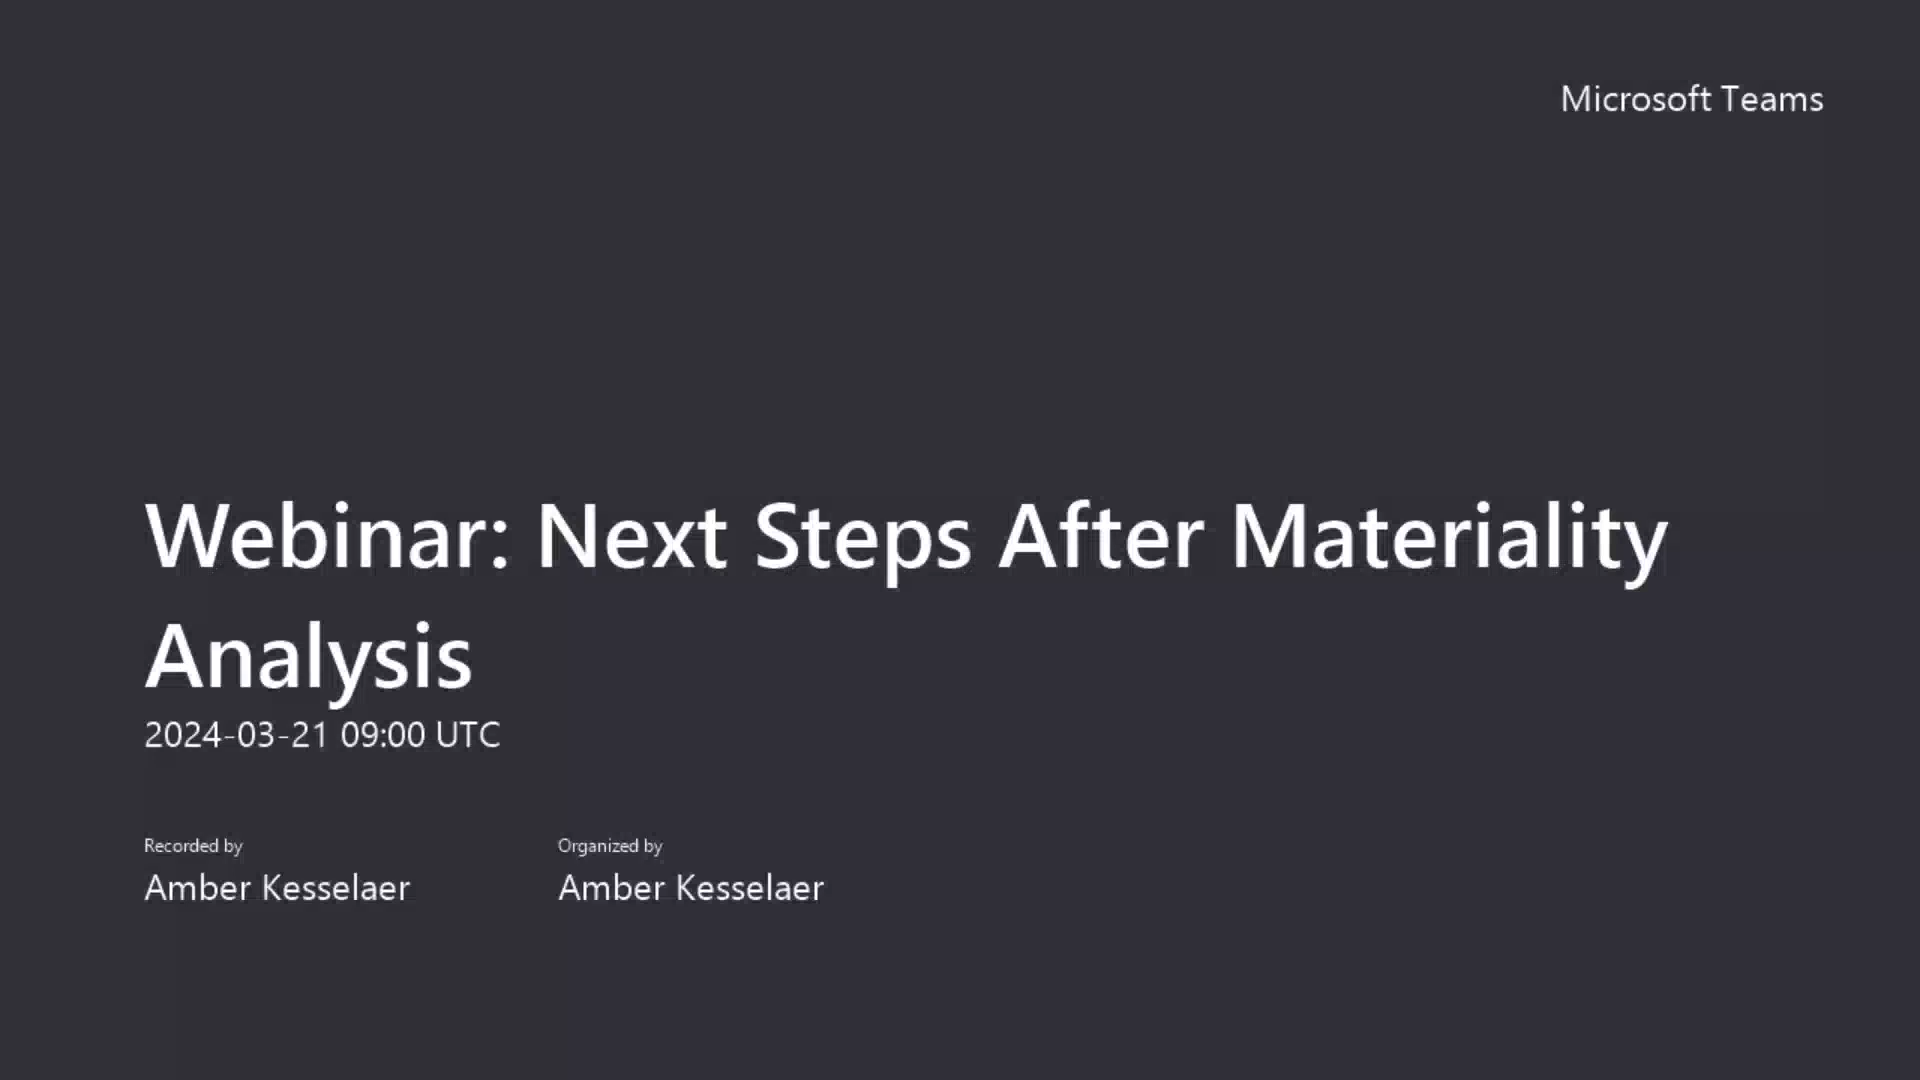 Microsoft Teams
Webinar: Next Steps After Materiality
Analysis
2024-03-21 09:00 UTC
Recorded by
Organized by
Amber Kesselaer
Amber Kesselaer